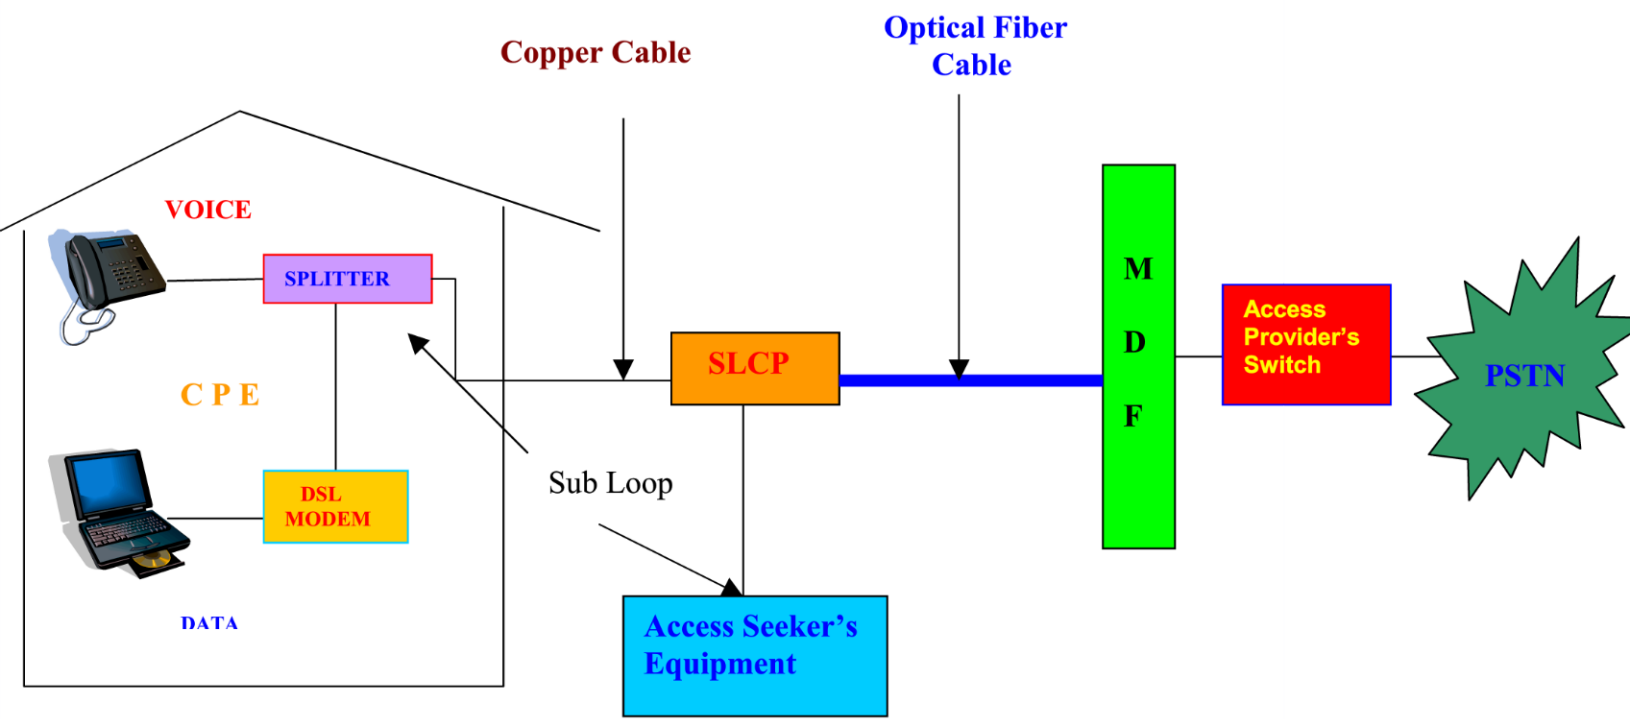 Optical Fiber
Cable
Copper Cable
VOICE
SPLITTER
C P E
DSL
MODEM
DATA
Sub Loop
SLCP
Access Seeker's
Equipment
M
D
F
Access
Provider's
Switch
PSTN